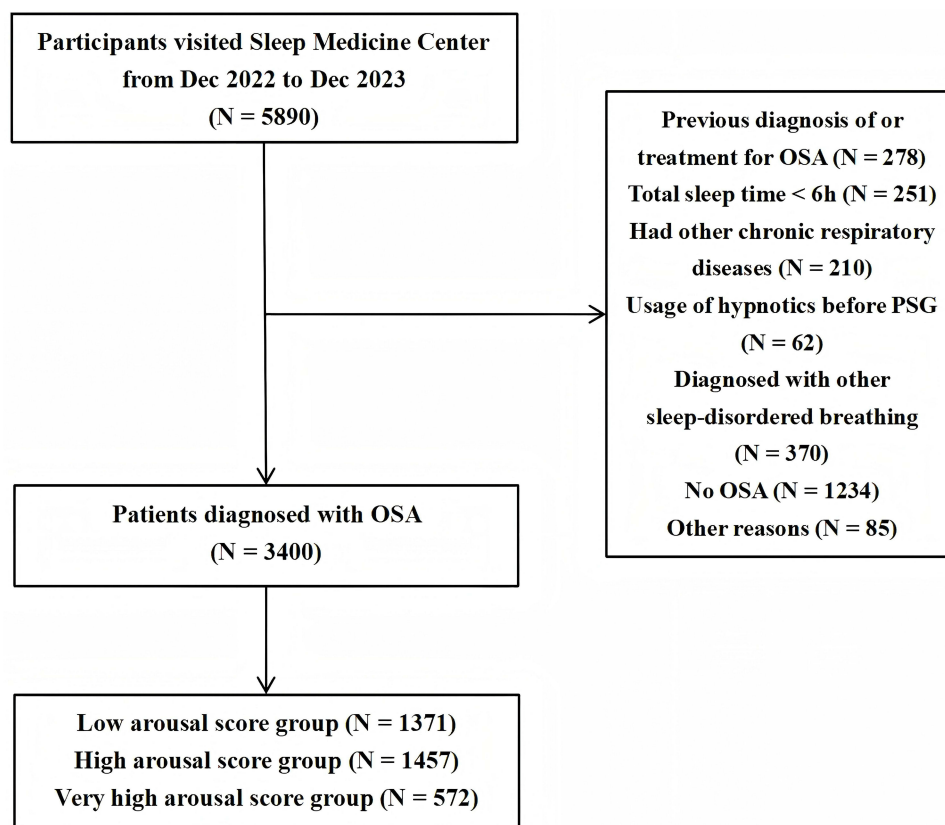 Participants visited Sleep Medicine Center
from Dec 2022 to Dec 2023
(N = 5890)
Previous diagnosis of or
treatment for OSA (N = 278)
Total sleep time < 6h (N = 251)
Had other chronic respiratory
diseases (N = 210)
Usage of hypnotics before PSG
(N = 62)
Diagnosed with other
sleep-disordered breathing
(N = 370)
No OSA (N = 1234)
Other reasons (N = 85)
Patients diagnosed with OSA
(N = 3400)
Low arousal score group (N = 1371)
High arousal score group (N = 1457)
Very high arousal score group (N = 572)